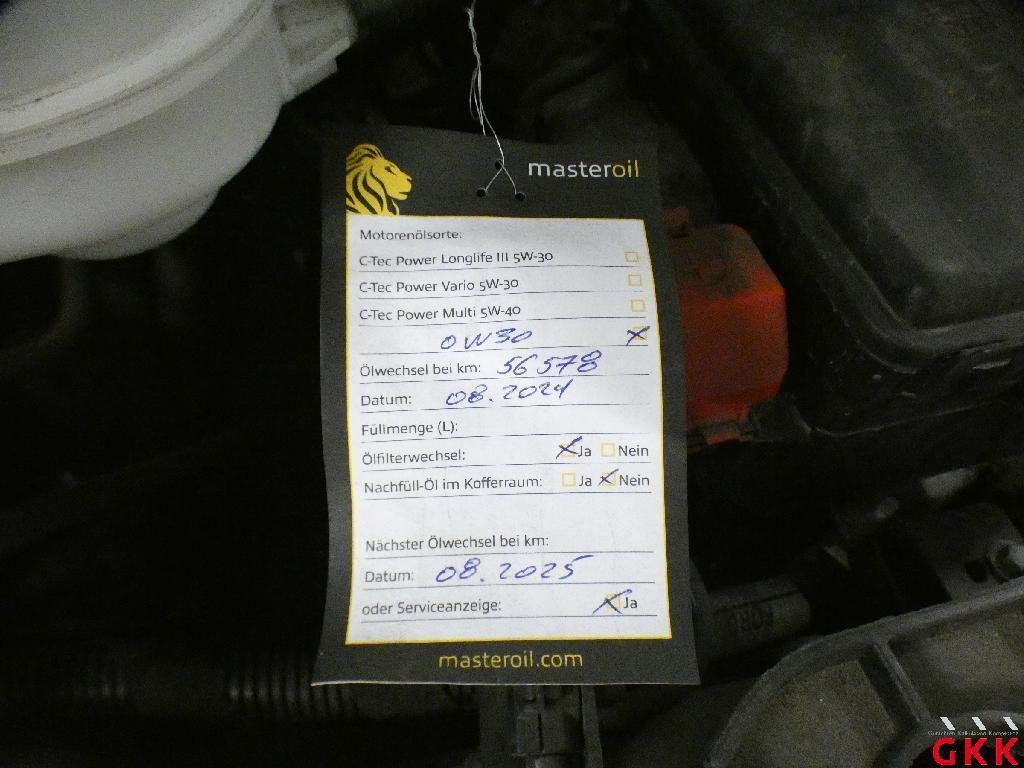 masteroil
Motorenölsorte:
C-Tec Power Longlife III 5W-30
C-Tec Power Vario 5W-30
C-Tec Power Multi 5W-40
0W30
Ölwechsel bei km: 56578
Datum: 08.2024
Füllmenge (L):
Ölfilterwechsel: Ja Nein
Nachfüll-Öl im Kofferraum: Ja Nein
Nächster Ölwechsel bei km:
Datum: 08.2025
oder Serviceanzeige: Ja
masteroil.com
GKK